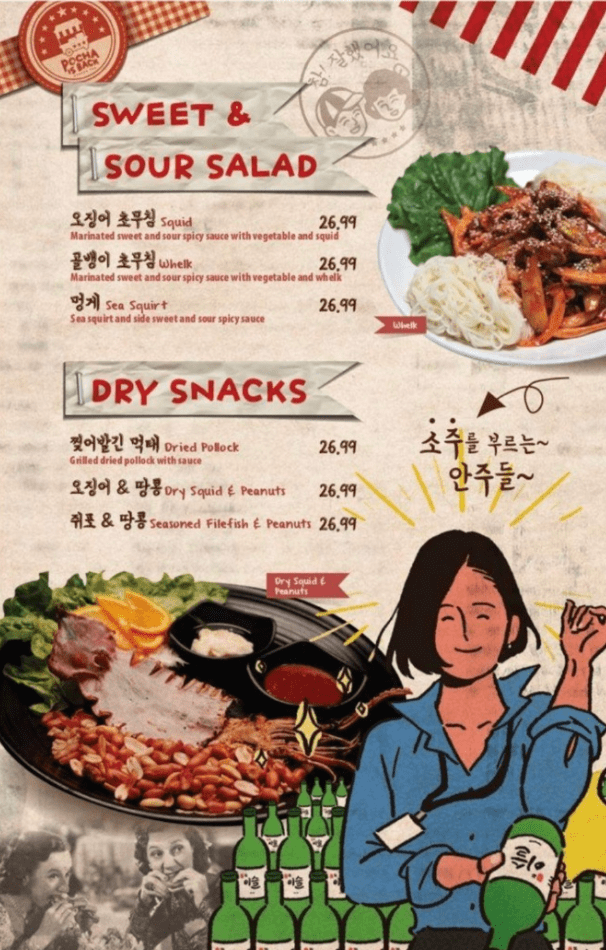 POCHA
IS BACK
참! 잘했어요
SWEET &
SOUR SALAD
오징어 초무침 Squid 26.99
Marinated sweet and sour spicy sauce with vegetable and squid
골뱅이 초무침 Whelk 26.99
Marinated sweet and sour spicy sauce with vegetable and whelk
멍게 Sea Squirt 26.99
Sea squirt and side sweet and sour spicy sauce
Whelk
DRY SNACKS
찢어발긴 먹태 Dried Pollock 26.99
Grilled dried pollock with sauce
오징어 & 땅콩 Dry Squid & Peanuts 26.99
쥐포 & 땅콩 Seasoned Filefish & Peanuts 26.99
소주를 부르는~
안주들~
Dry Squid &
Peanuts
이슬
이슬